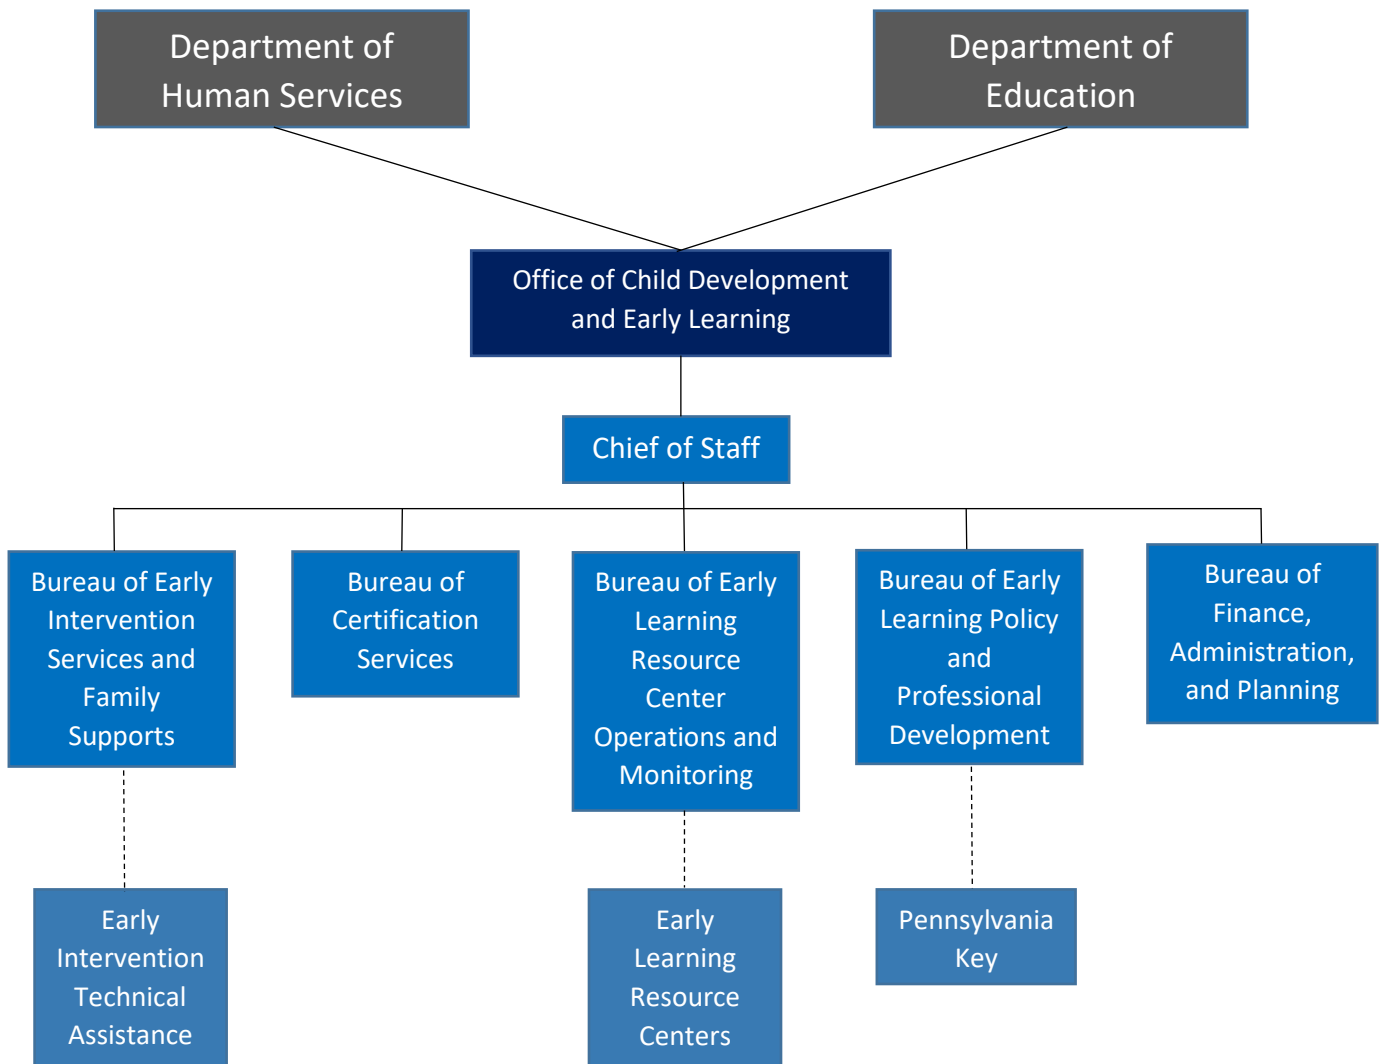 Department of
Human Services
Department of
Education
Office of Child Development
and Early Learning
Chief of Staff
Bureau of Early
Intervention
Services and
Family
Supports
Bureau of
Certification
Services
Bureau of Early
Learning
Resource
Center
Operations and
Monitoring
Bureau of Early
Learning Policy
and
Professional
Development
Bureau of
Finance,
Administration,
and Planning
Early
Intervention
Technical
Assistance
Early
Learning
Resource
Centers
Pennsylvania
Key